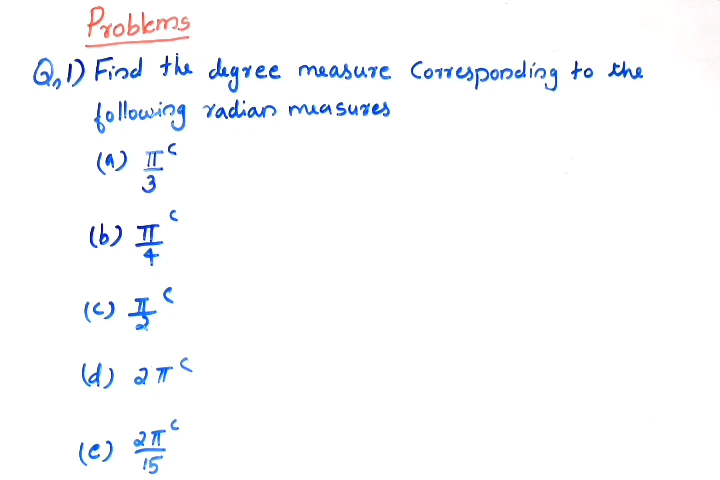 Problems
Q,1) Find the degree measure corresponding to the
following radian measures
(a) π/3 ᶜ
(b) π/4 ᶜ
(c) π/2 ᶜ
(d) 2π ᶜ
(e) 2π/15 ᶜ